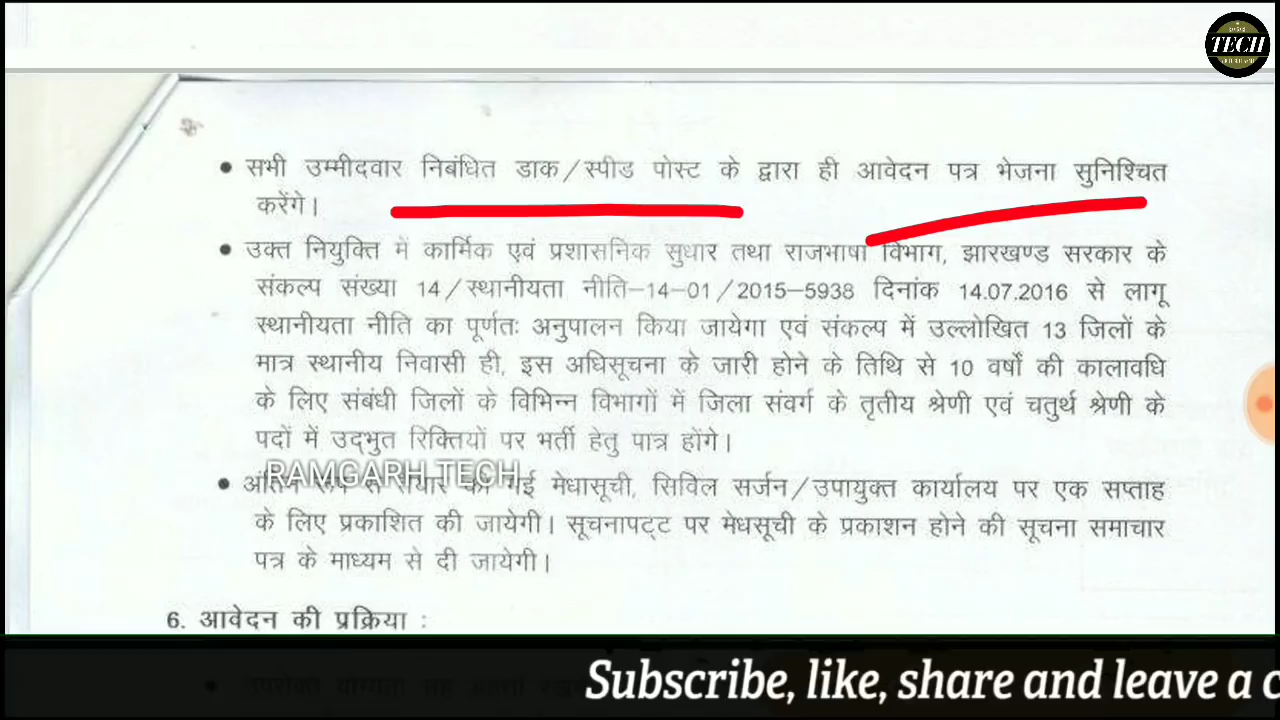 TECH
• सभी उम्मीदवार निबंधित डाक/स्पीड पोस्ट के द्वारा ही आवेदन पत्र भेजना सुनिश्चित
करेंगे।
• उक्त नियुक्ति में कार्मिक एवं प्रशासनिक सुधार तथा राजभाषा विभाग, झारखण्ड सरकार के
संकल्प संख्या 14/स्थानीयता नीति–14–01/2015–5938 दिनांक 14.07.2016 से लागू
स्थानीयता नीति का पूर्णतः अनुपालन किया जायेगा एवं संकल्प में उल्लेखित 13 जिलों के
मात्र स्थानीय निवासी ही, इस अधिसूचना के जारी होने के तिथि से 10 वर्षों की कालावधि
के लिए संबंधी जिलों के विभिन्न विभागों में जिला संवर्ग के तृतीय श्रेणी एवं चतुर्थ श्रेणी के
पदों में उद्भुत रिक्तियों पर भर्ती हेतु पात्र होंगे।
RAMGARH TECH
• अंतिम रूप से तैयार की गई मेधासूची, सिविल सर्जन/उपायुक्त कार्यालय पर एक सप्ताह
के लिए प्रकाशित की जायेगी। सूचनापट्ट पर मेधसूची के प्रकाशन होने की सूचना समाचार
पत्र के माध्यम से दी जायेगी।
6. आवेदन की प्रक्रिया :
Subscribe, like, share and leave a c